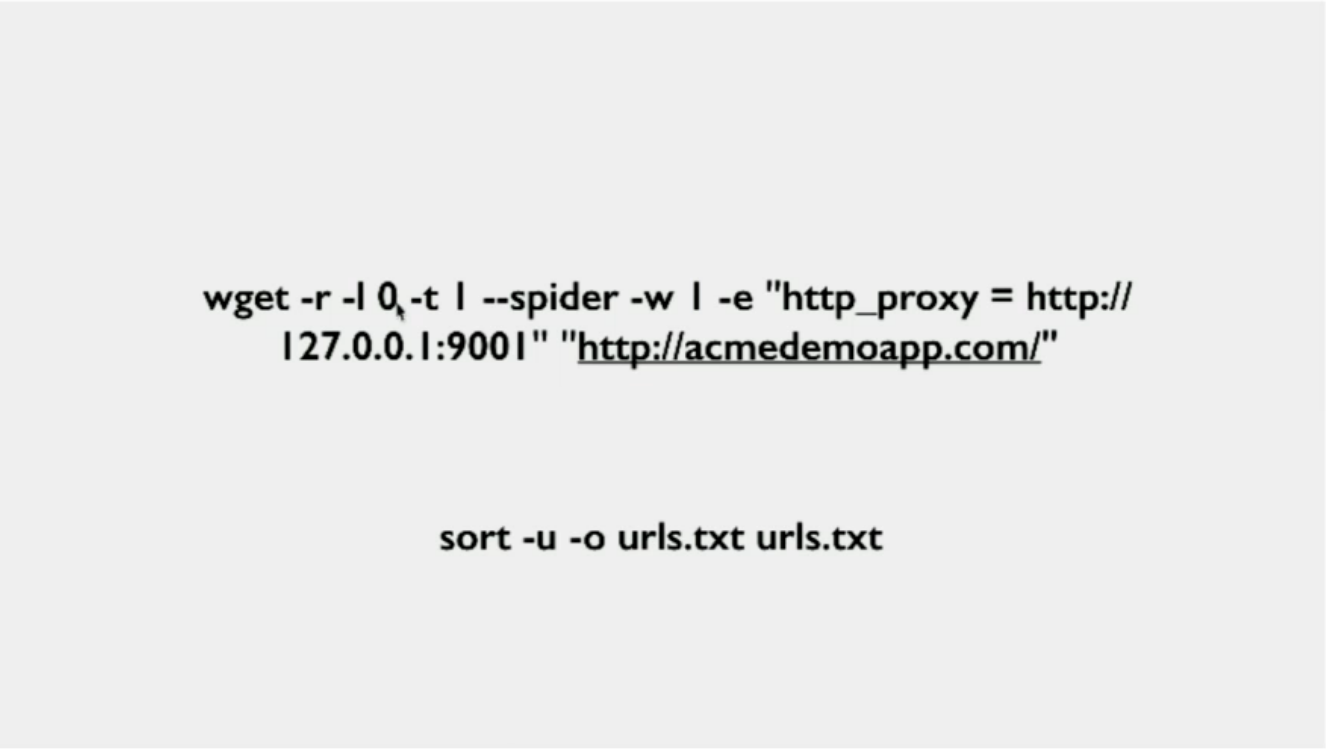 wget -r -l 0 -t 1 --spider -w 1 -e "http_proxy = http://
127.0.0.1:9001" "http://acmedemoapp.com/"
sort -u -o urls.txt urls.txt